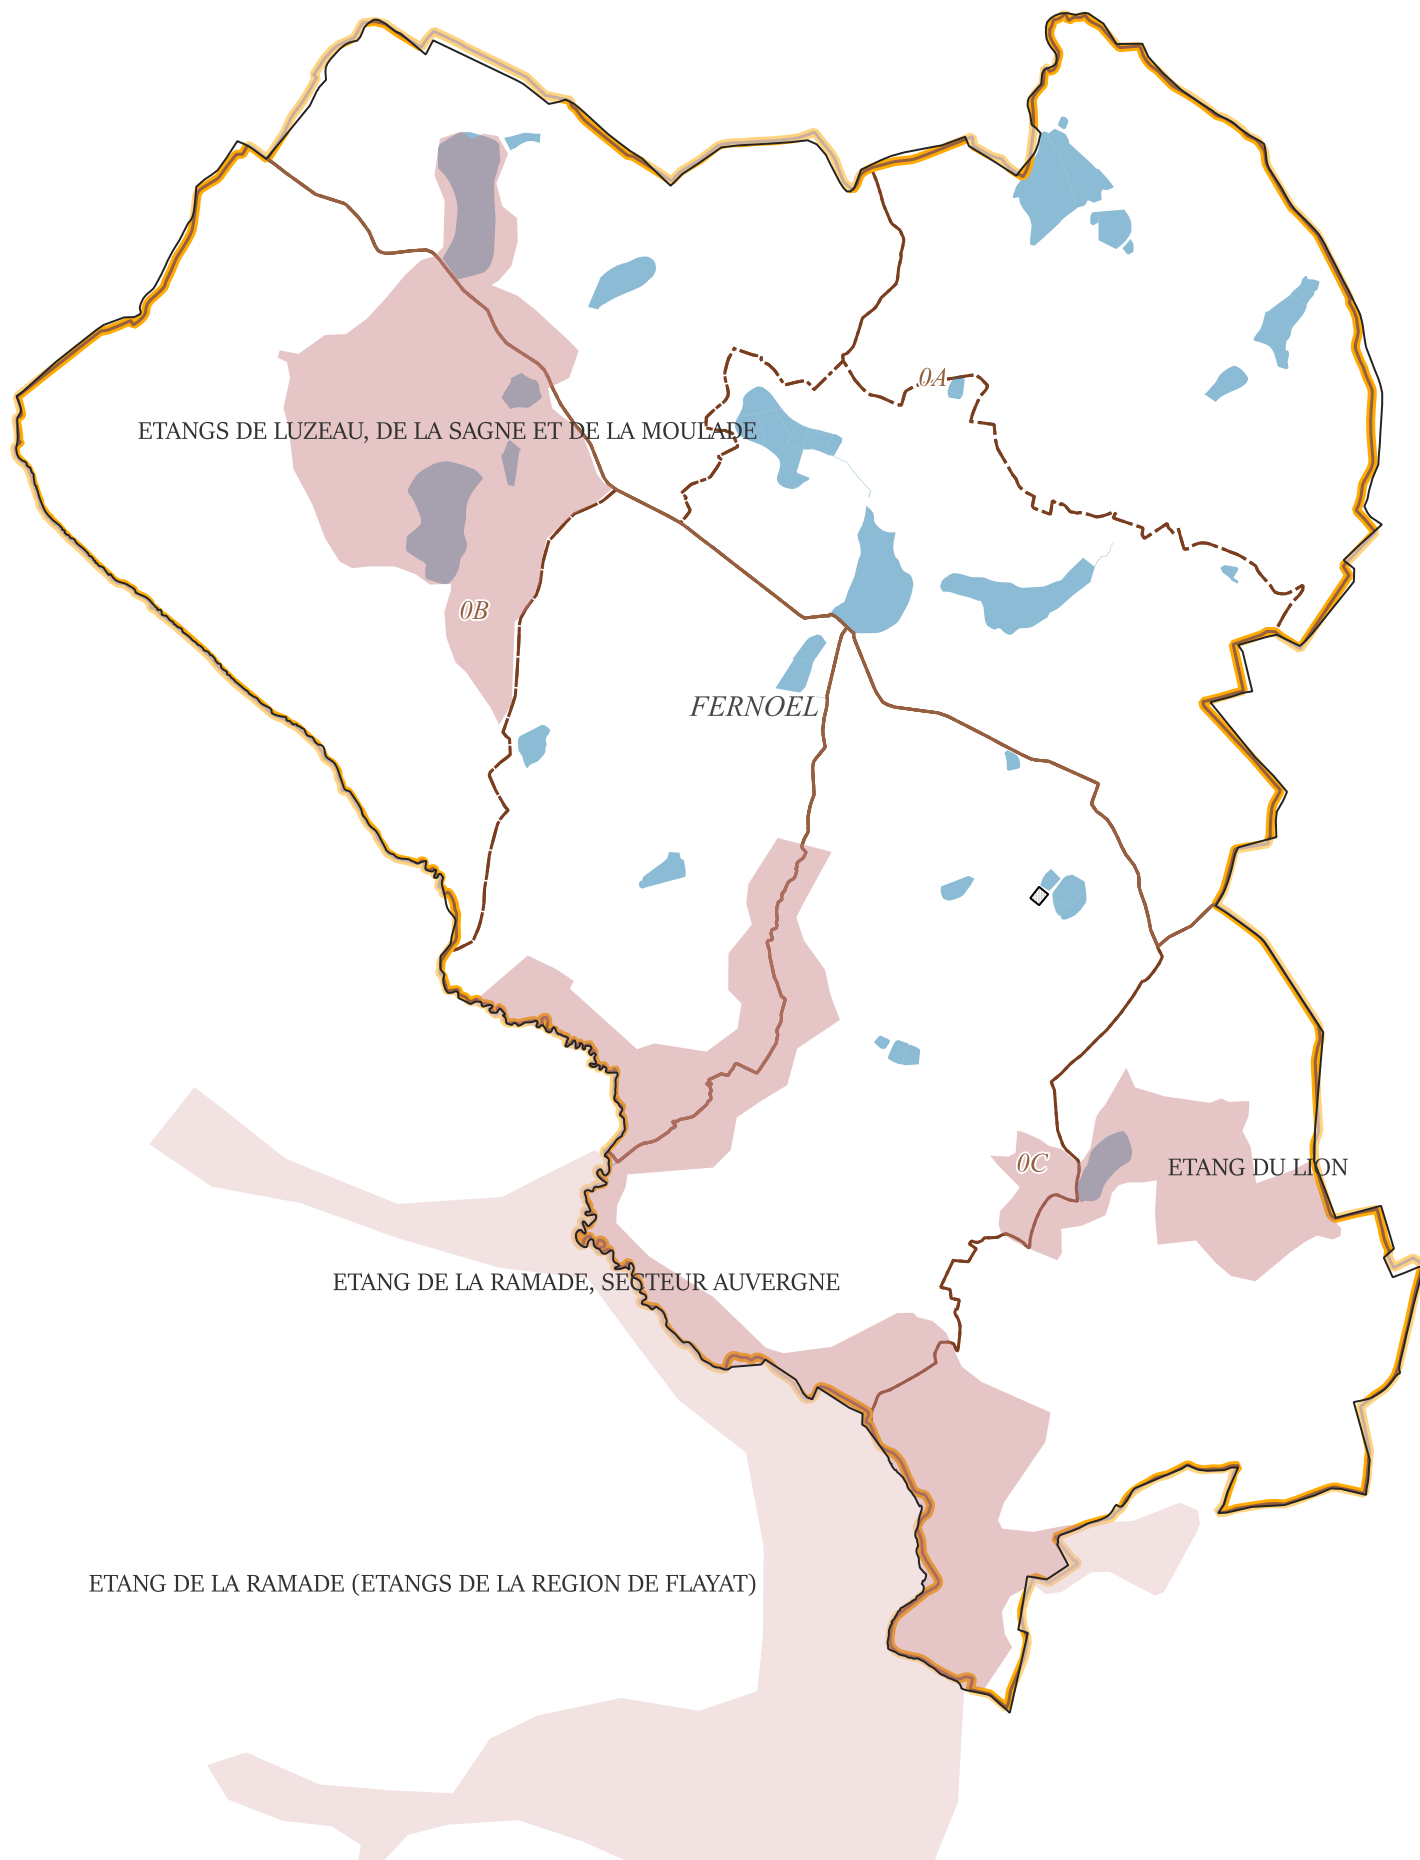 0A
ETANGS DE LUZEAU, DE LA SAGNE ET DE LA MOULADE
0B
FERNOEL
0C
ETANG DU LION
ETANG DE LA RAMADE, SECTEUR AUVERGNE
ETANG DE LA RAMADE (ETANGS DE LA REGION DE FLAYAT)